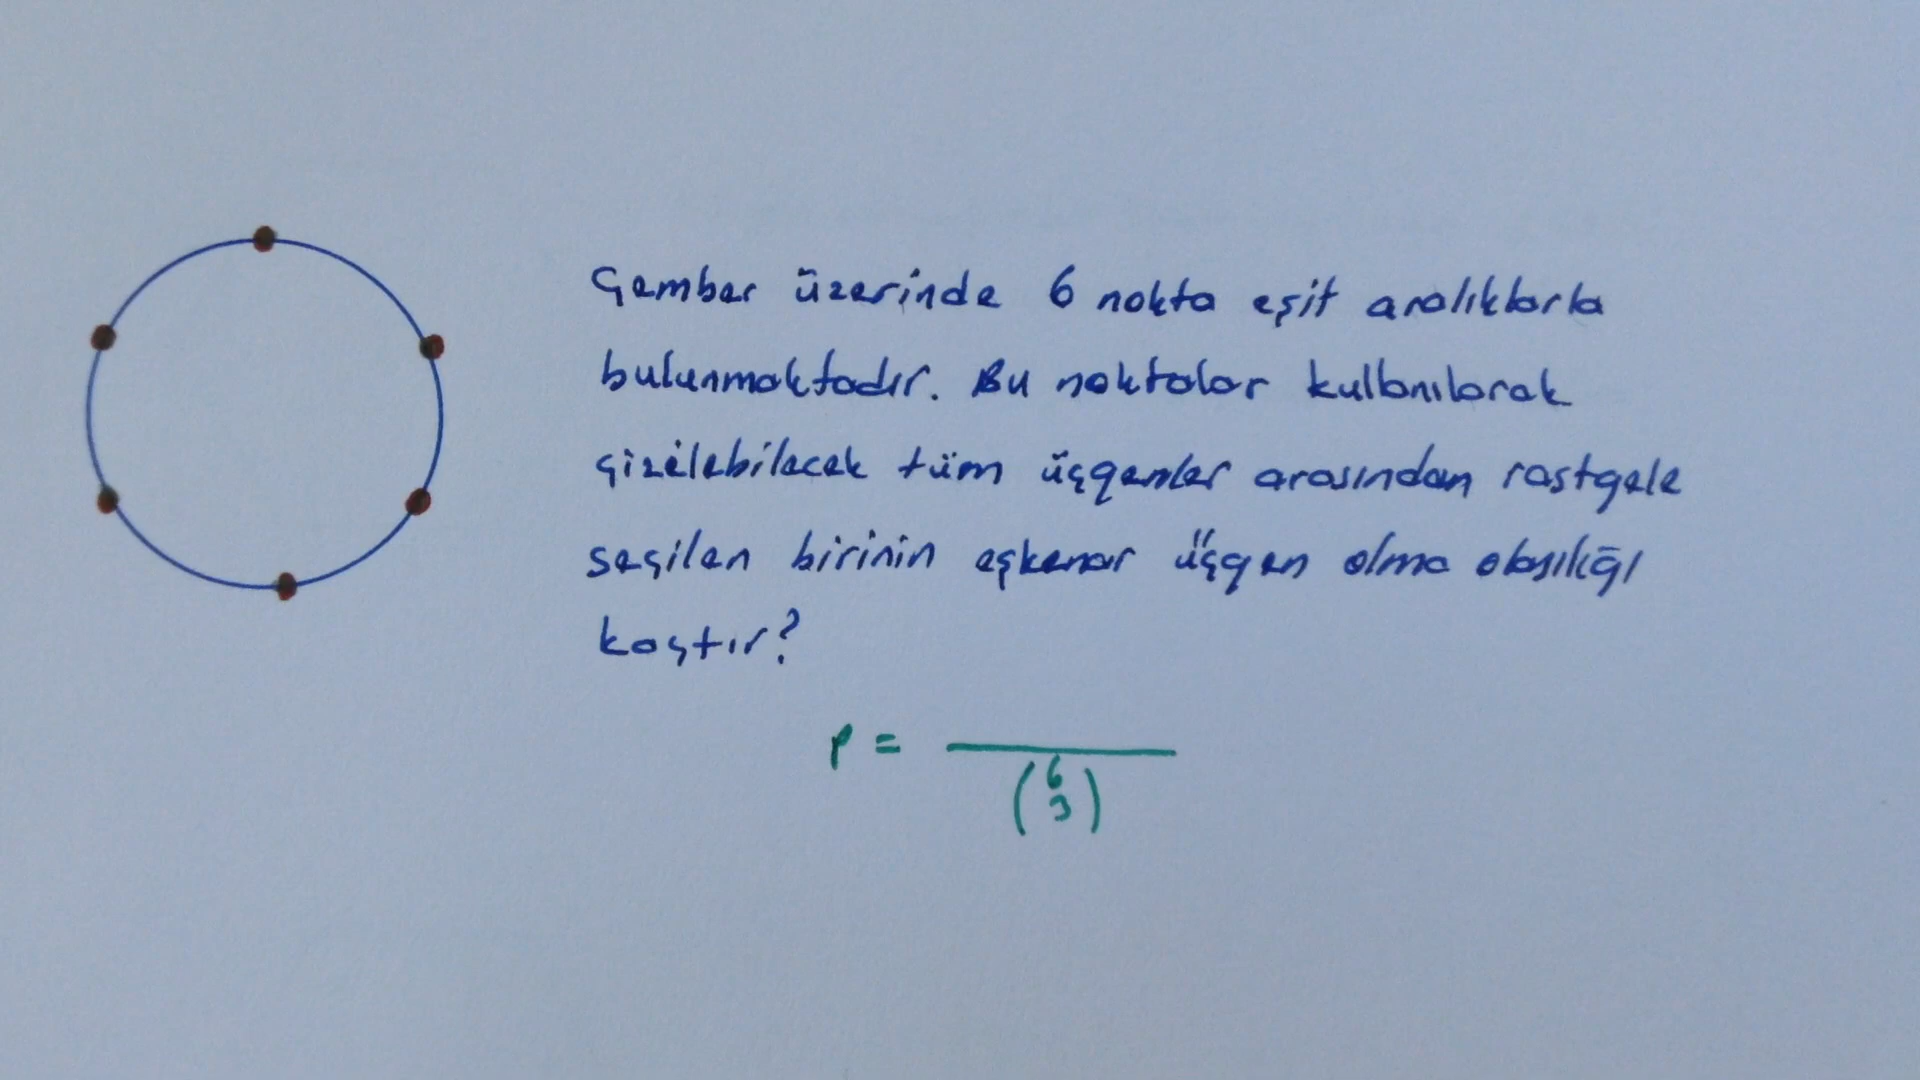 Çember üzerinde 6 nokta eşit aralıklarla
bulunmaktadır. Bu noktalar kullanılarak
çizilebilecek tüm üçgenler arasından rastgele
seçilen birinin eşkenar üçgen olma olasılığı
kaçtır?
P = ―――
(6
3)